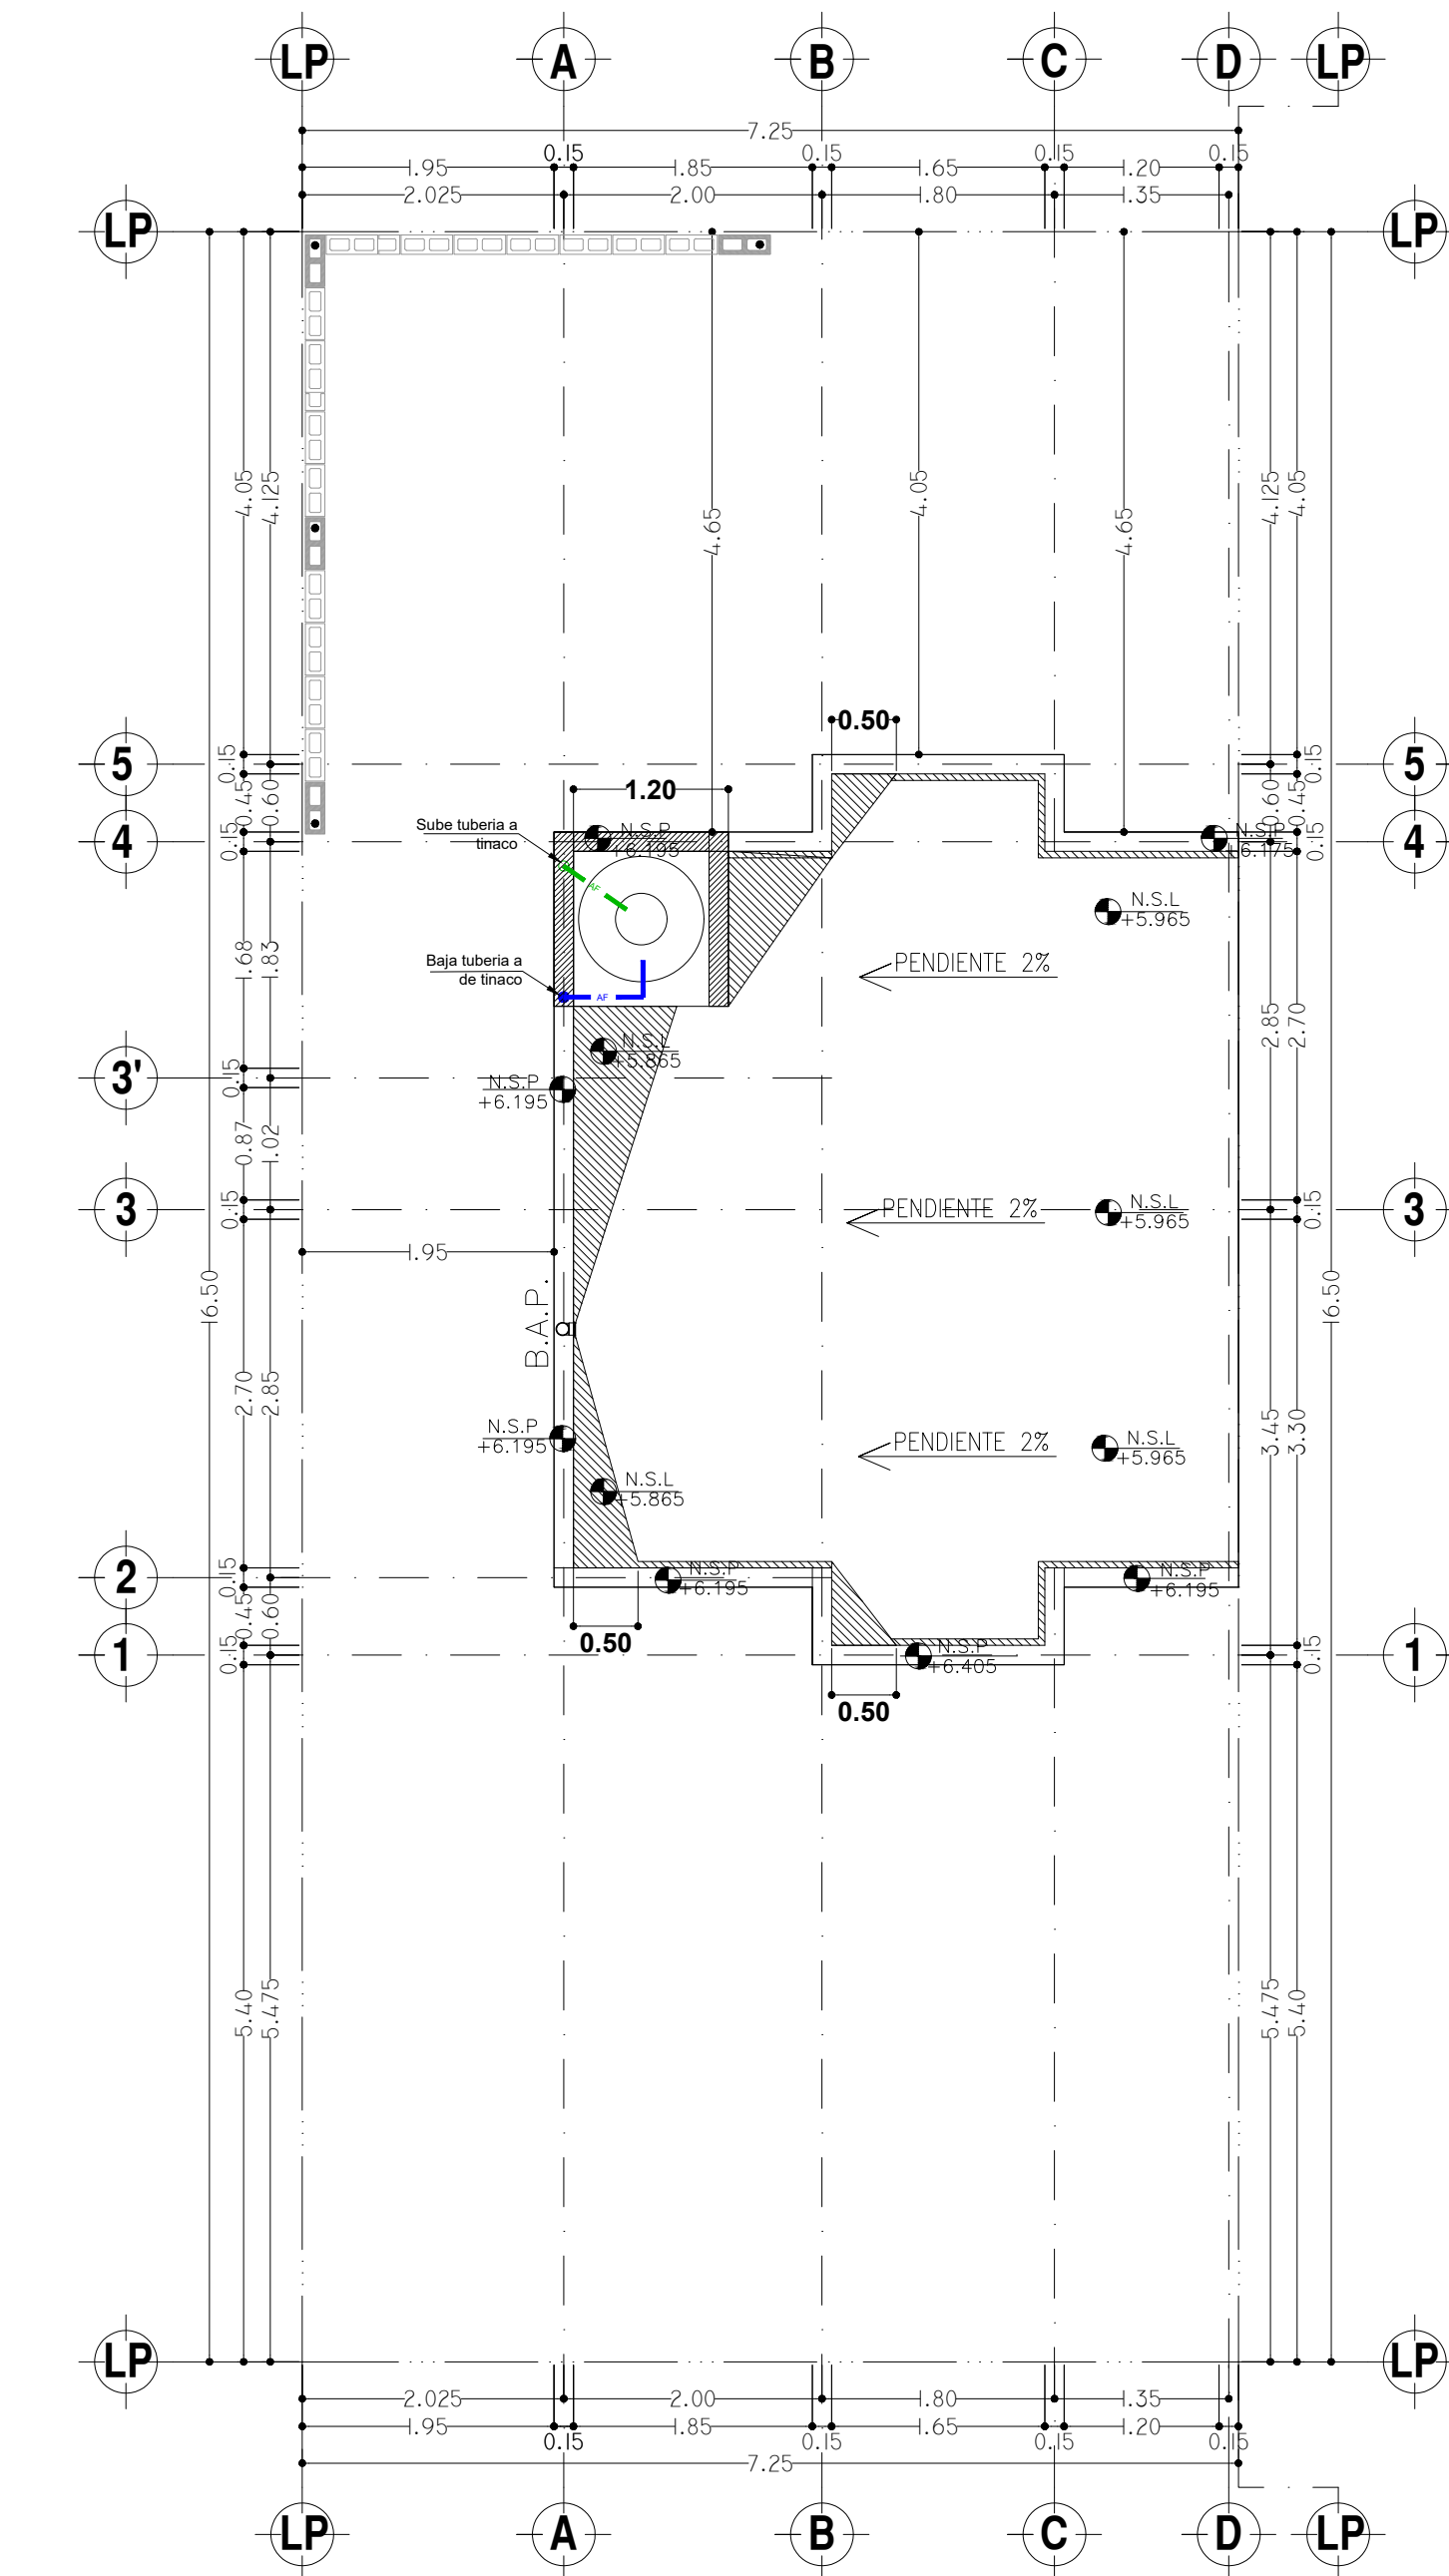 LP A B C D LP
7.25
0.15 0.15 0.15 0.15
1.95 1.85 1.65 1.20
2.025 2.00 1.80 1.35
LP LP
4.05 4.125 4.65 4.05 4.65 4.125 4.05
0.50
5 5
0.15 0.15
0.45 0.60 0.60 0.45
1.20
Sube tuberia a
tinaco
N.S.P
+6.195
N.S.P
+6.175
4 4
0.15 0.15
AF
N.S.L
+5.965
1.68 1.83
Baja tuberia a
de tinaco
PENDIENTE 2%
AF
2.85 2.70
N.S.L
+5.865
3'
0.15
N.S.P
+6.195
0.87 1.02
3 3
0.15 0.15
PENDIENTE 2%
N.S.L
+5.965
1.95
16.50 16.50
B.A.P.
2.70 2.85 3.45 3.30
N.S.P
+6.195
PENDIENTE 2%
N.S.L
+5.965
N.S.L
+5.865
2
0.15
N.S.P
+6.195
N.S.P
+6.195
0.45 0.60
0.50
1 1
0.15 0.15
N.S.P
+6.405
0.50
5.40 5.475 5.475 5.40
LP LP
2.025 2.00 1.80 1.35
1.95 1.85 1.65 1.20
0.15 0.15 0.15 0.15
7.25
LP A B C D LP